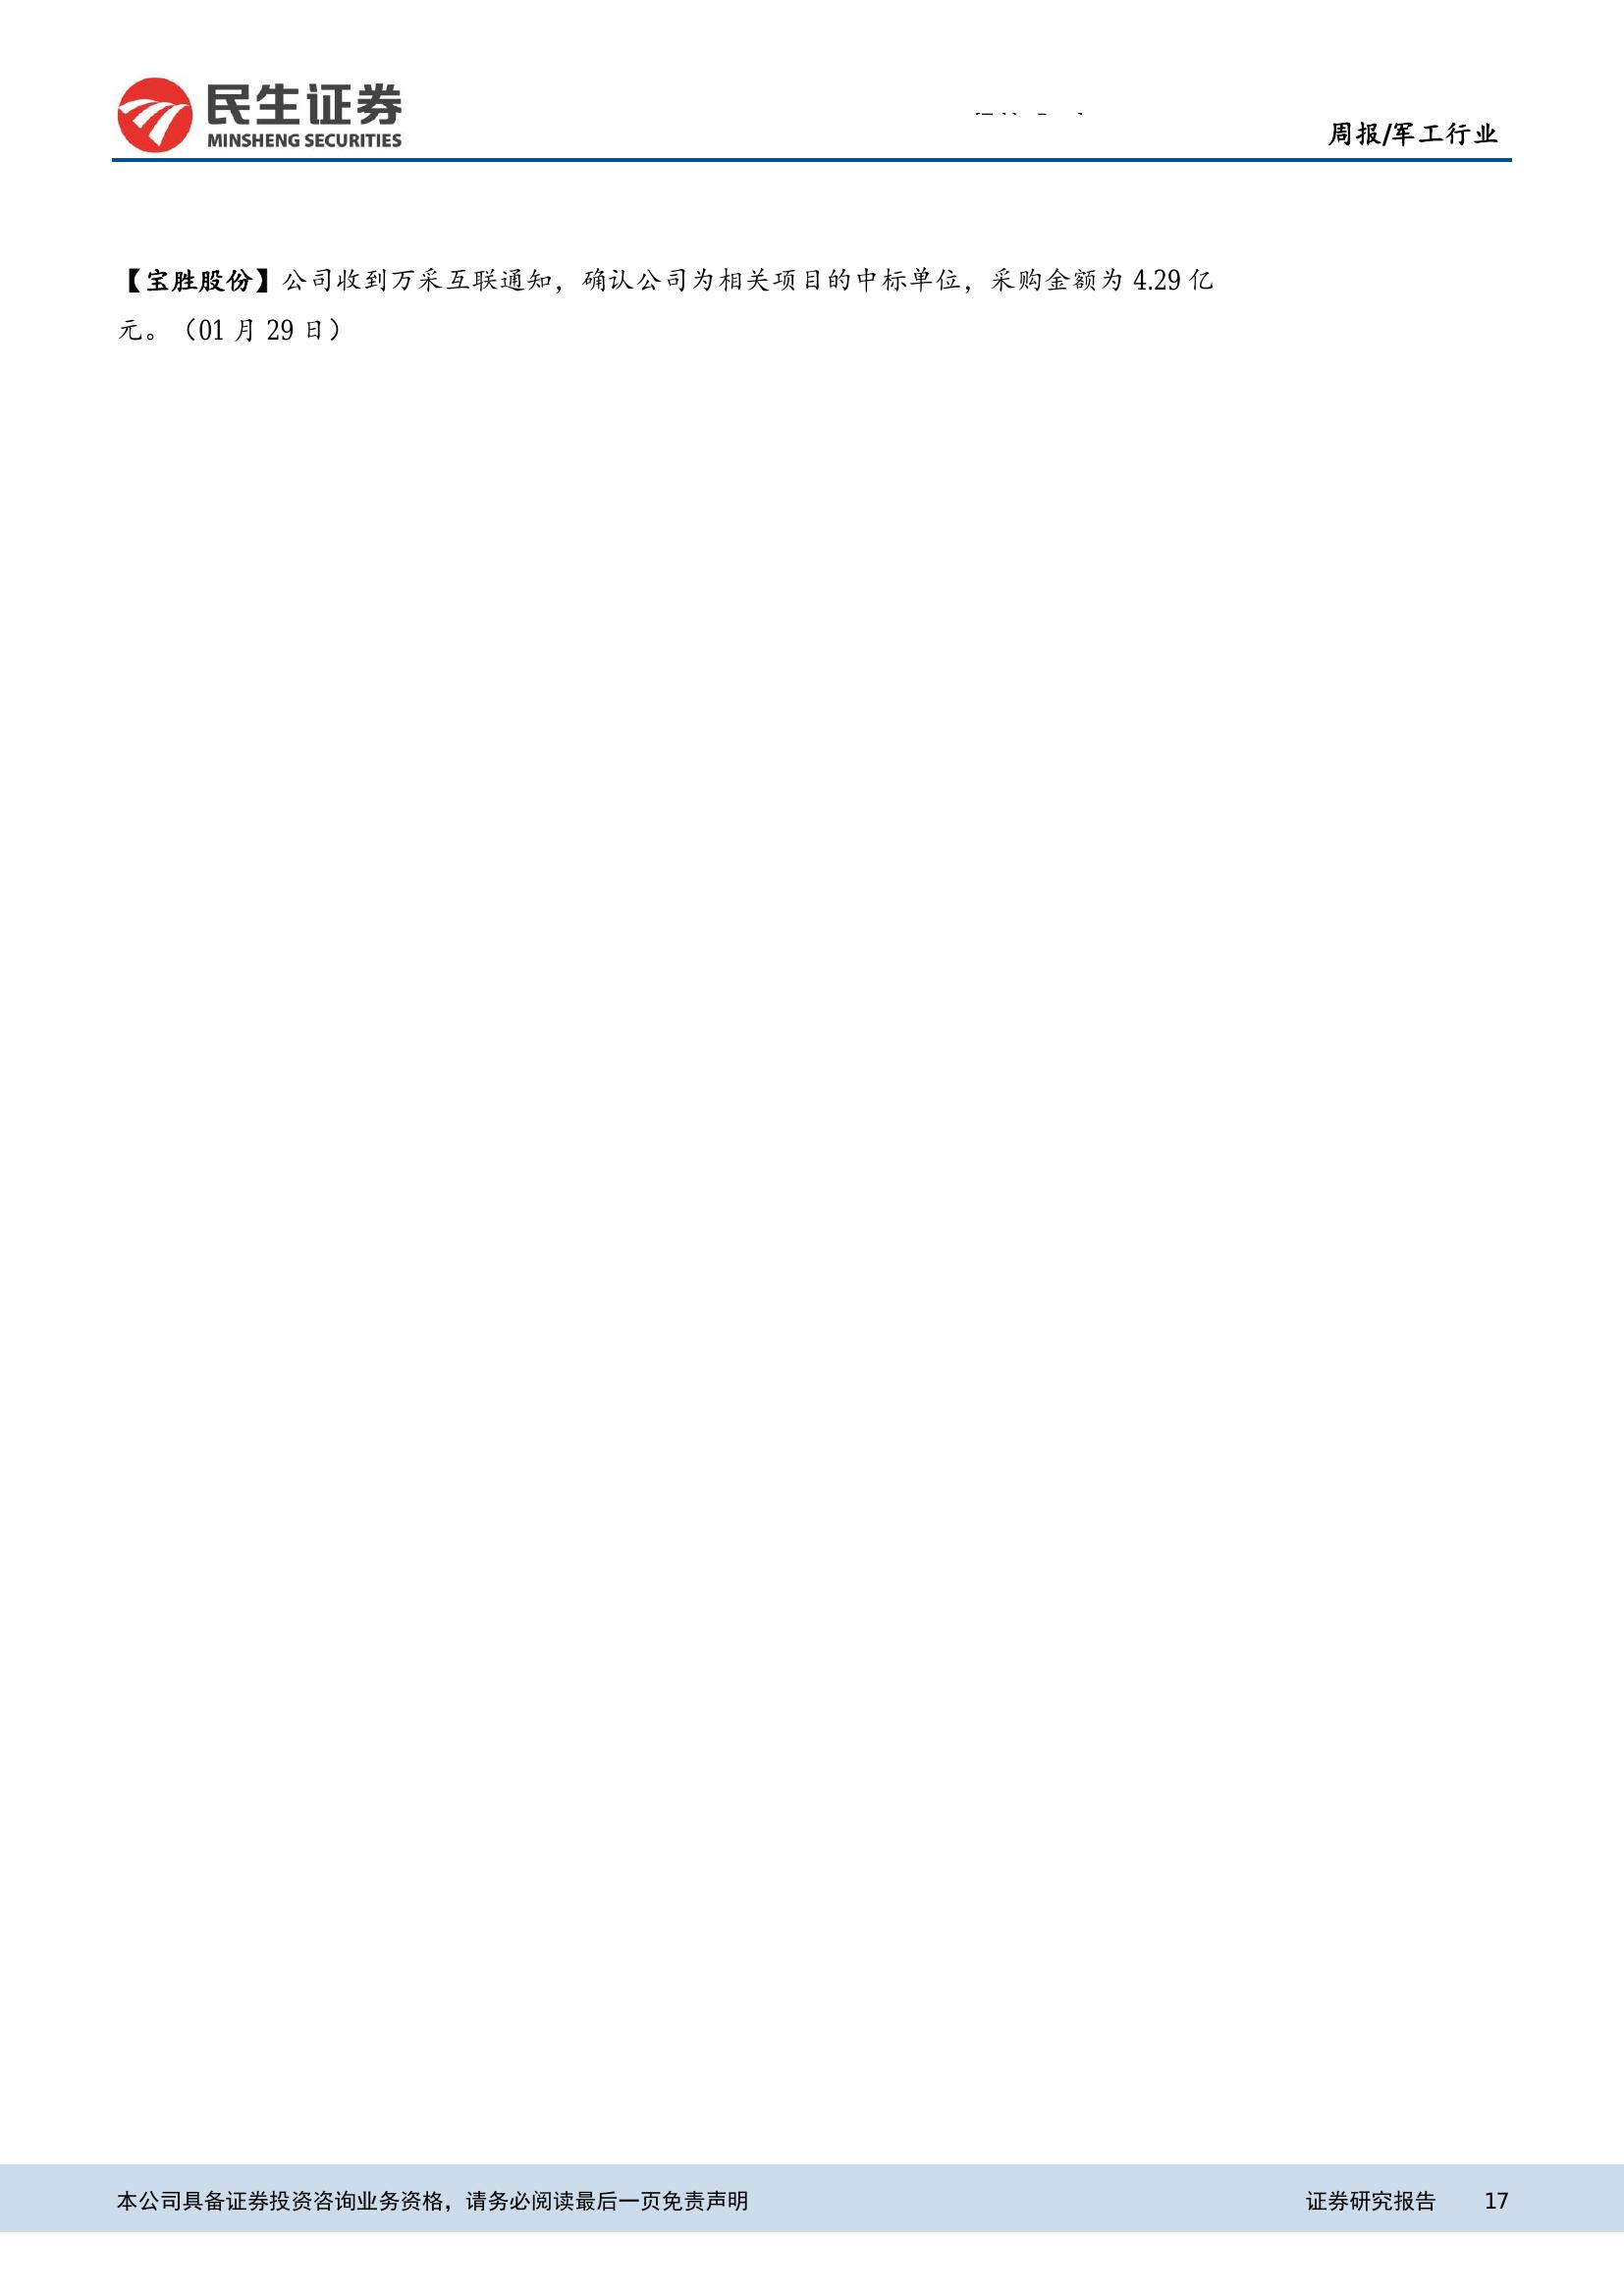 民生证券
MINSHENG SECURITIES
周报/军工行业
【宝胜股份】公司收到万采互联通知，确认公司为相关项目的中标单位，采购金额为 4.29 亿
元。（01 月 29 日）
本公司具备证券投资咨询业务资格，请务必阅读最后一页免责声明
证券研究报告 17